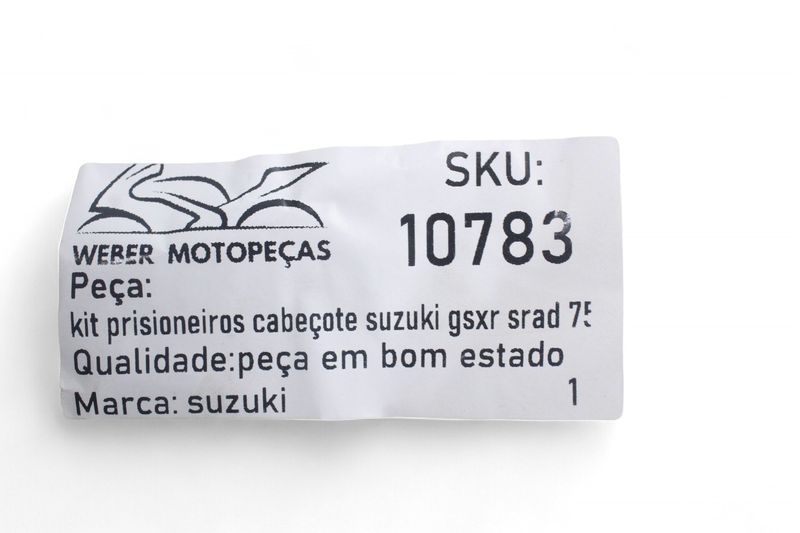 SKU:
10783
WEBER MOTOPEÇAS
Peça:
kit prisioneiros cabeçote suzuki gsxr srad 75
Qualidade:peça em bom estado
Marca: suzuki
1